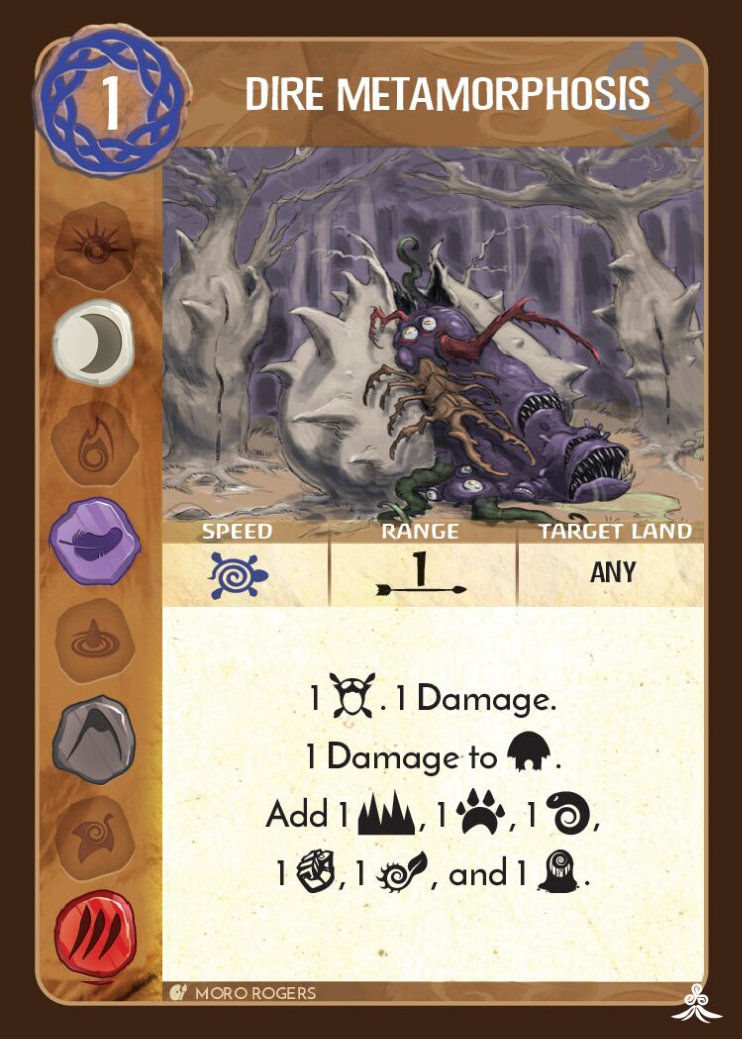 1
DIRE METAMORPHOSIS
SPEED
RANGE
TARGET LAND
1
ANY
1 . 1 Damage.
1 Damage to .
Add 1 , 1 , 1 ,
1 , 1 , and 1 .
MORO ROGERS